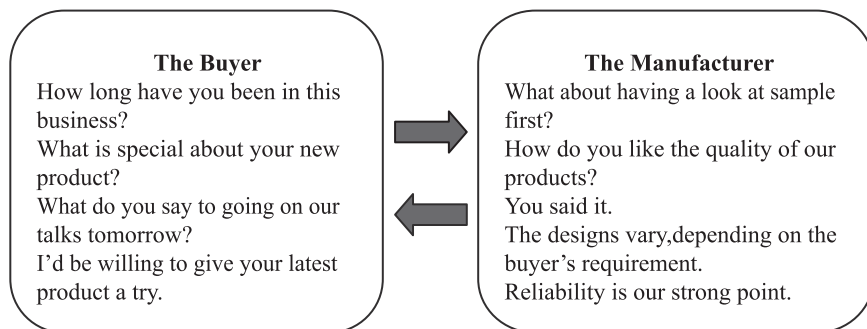 The Buyer
How long have you been in this
business?
What is special about your new
product?
What do you say to going on our
talks tomorrow?
I'd be willing to give your latest
product a try.
The Manufacturer
What about having a look at sample
first?
How do you like the quality of our
products?
You said it.
The designs vary,depending on the
buyer's requirement.
Reliability is our strong point.